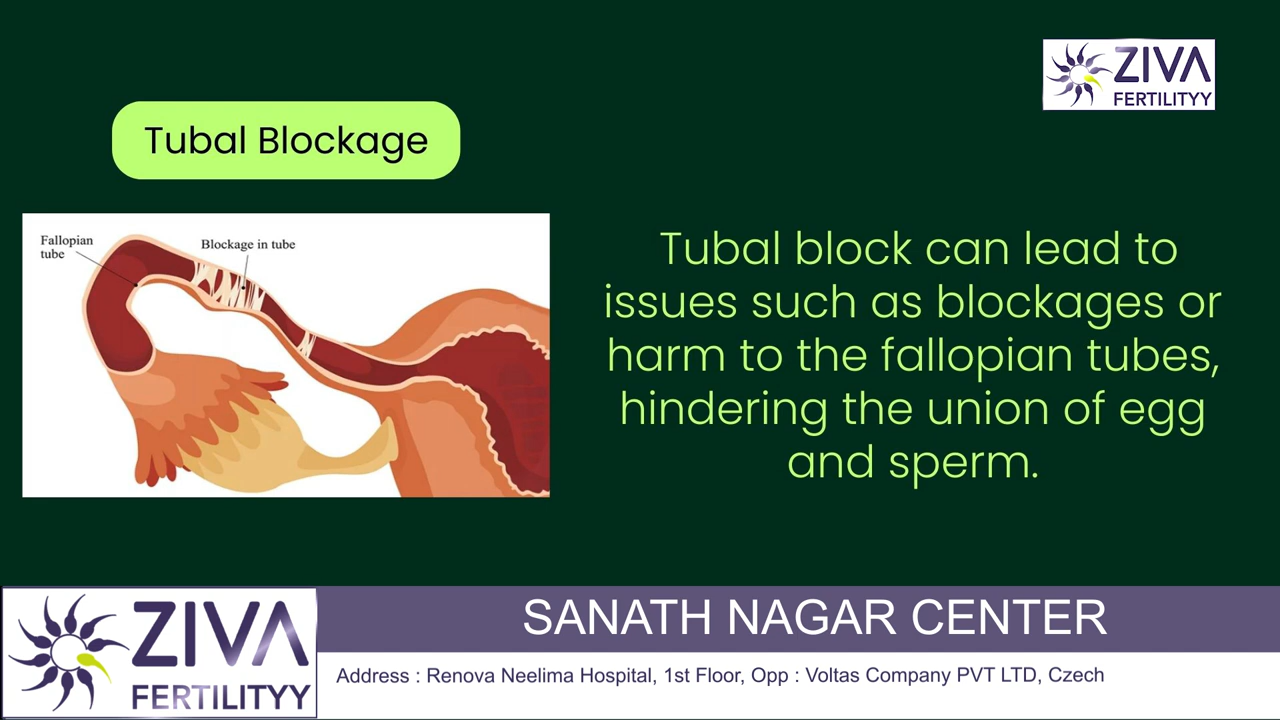 ZIVA
FERTILITYY
Tubal Blockage
Fallopian
tube
Blockage in tube
Tubal block can lead to
issues such as blockages or
harm to the fallopian tubes,
hindering the union of egg
and sperm.
ZIVA
FERTILITYY
SANATH NAGAR CENTER
Address : Renova Neelima Hospital, 1st Floor, Opp : Voltas Company PVT LTD, Czech